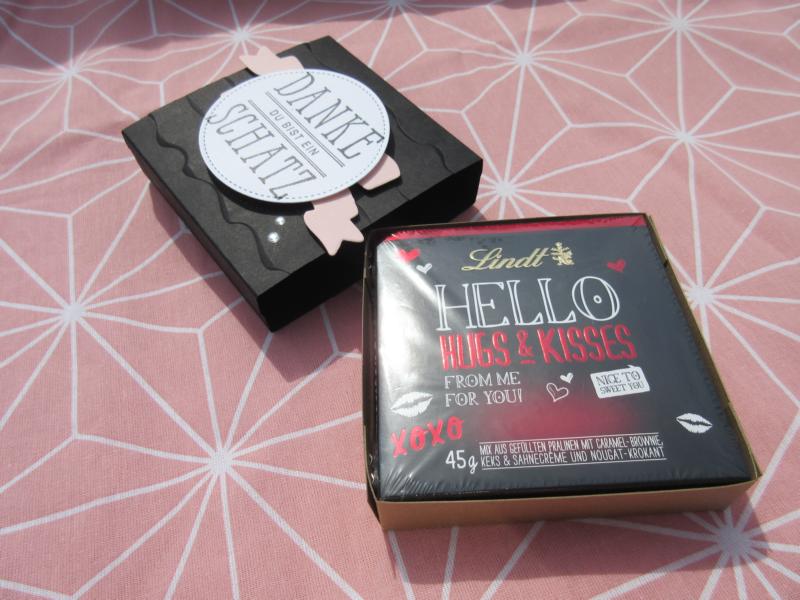 DANKE
DU BIST EIN
SCHATZ
Lindt
HELLO
HUGS & KISSES
FROM ME
FOR YOU!
NICE TO
SWEET YOU
XOXO
45g
MIX AUS GEFÜLLTEN PRALINEN MIT CARAMEL-BROWNIE,
KEKS & SAHNECRÈME UND NOUGAT-KROKANT